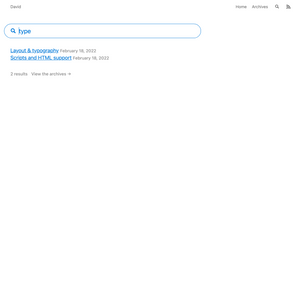 David
Home Archives
type
Layout & typography February 19, 2022
Scripts and HTML support February 18, 2022
2 results View the archives →